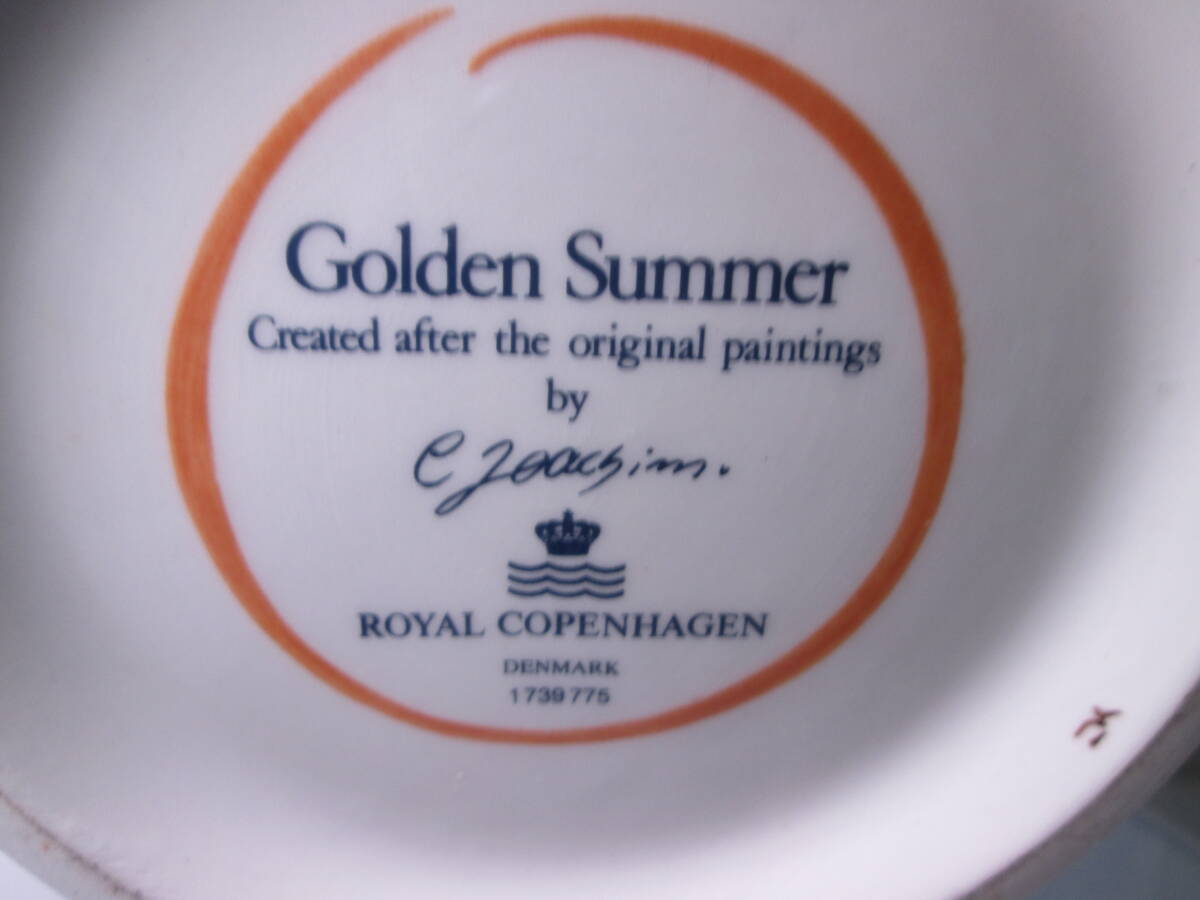 Golden Summer
Created after the original paintings
by
C Joachim.
ROYAL COPENHAGEN
DENMARK
1739775